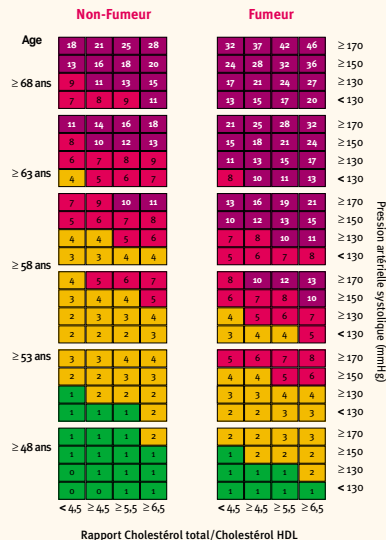 Non-Fumeur Fumeur
Age
18 21 25 28 32 37 42 46 ≥ 170
13 16 18 20 24 28 32 36 ≥ 150
≥ 68 ans 9 11 13 15 17 21 24 27 ≥ 130
7 8 9 11 13 15 17 20 < 130
11 14 16 18 21 25 28 32 ≥ 170
8 10 12 13 15 18 21 24 ≥ 150
≥ 63 ans 6 7 8 9 11 13 15 17 ≥ 130
4 5 6 7 8 10 11 13 < 130
7 9 10 11 13 16 19 21 ≥ 170
5 6 7 8 10 12 13 15 ≥ 150
≥ 58 ans 4 4 5 6 7 8 10 11 ≥ 130
3 3 4 4 5 6 7 8 < 130
4 5 6 7 8 10 12 13 ≥ 170
3 4 4 5 6 7 8 10 ≥ 150
≥ 53 ans 2 3 3 4 4 5 6 7 ≥ 130
2 2 3 3 3 4 4 5 < 130
3 3 4 4 5 6 7 8 ≥ 170
2 2 3 3 4 4 5 6 ≥ 150
≥ 48 ans 1 2 2 2 3 3 4 4 ≥ 130
1 1 1 2 2 2 3 3 < 130
1 1 1 2 2 2 3 3 ≥ 170
1 1 1 1 1 2 2 2 ≥ 150
0 1 1 1 1 1 1 2 ≥ 130
0 0 1 1 1 1 1 1 < 130
< 4,5 ≥ 4,5 ≥ 5,5 ≥ 6,5 < 4,5 ≥ 4,5 ≥ 5,5 ≥ 6,5
Rapport Cholestérol total/Cholestérol HDL
Pression artérielle systolique (mmHg)